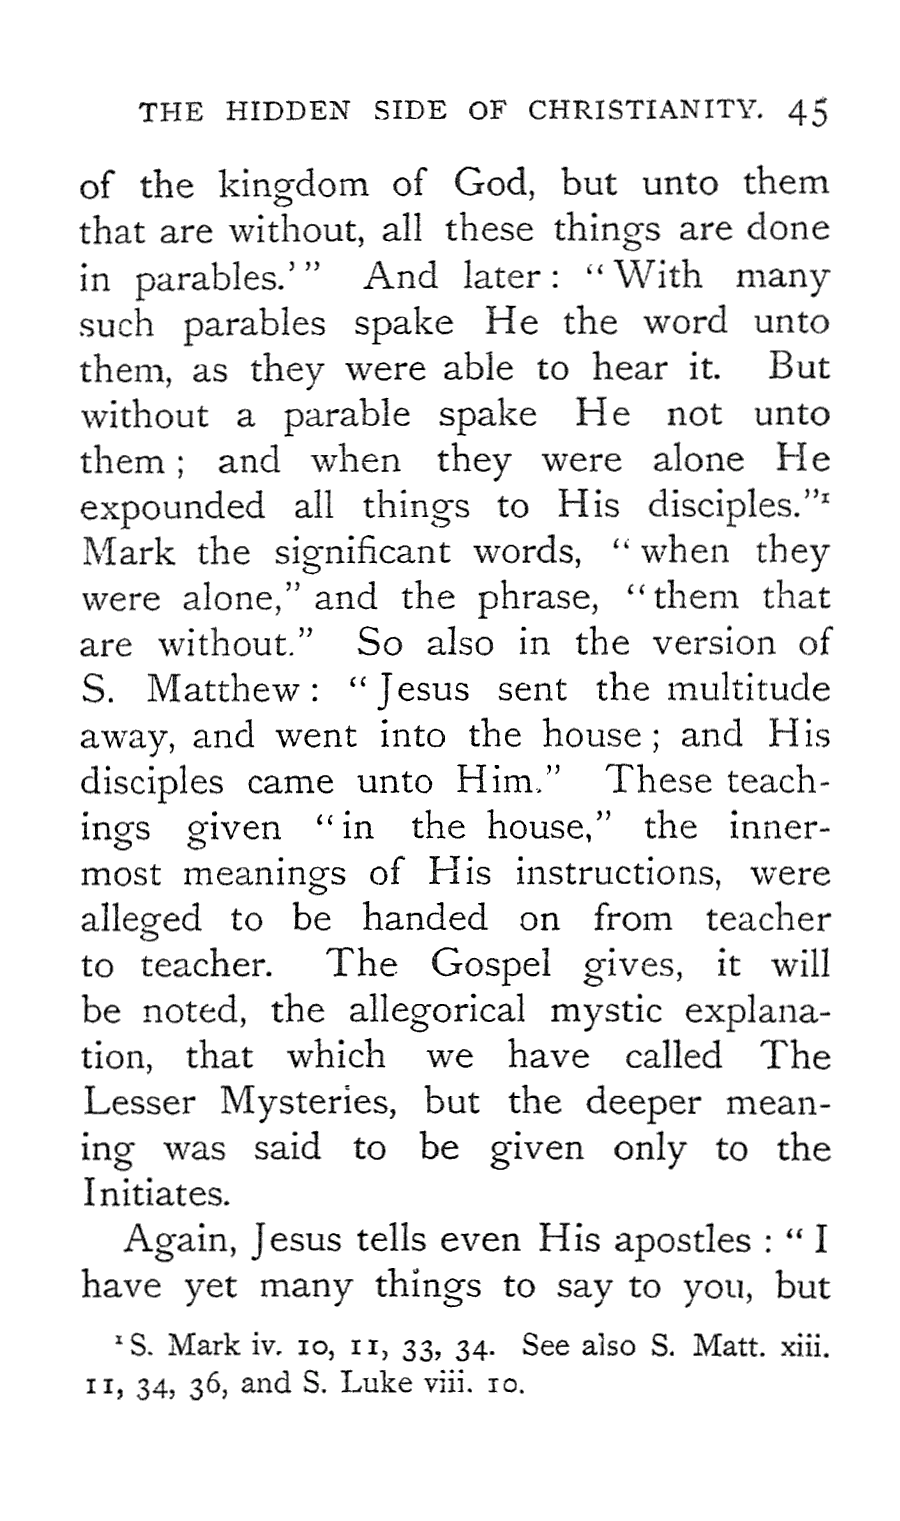 THE HIDDEN SIDE OF CHRISTIANITY. 45
of the kingdom of God, but unto them
that are without, all these things are done
in parables.’” And later : “With many
such parables spake He the word unto
them, as they were able to hear it. But
without a parable spake He not unto
them ; and when they were alone He
expounded all things to His disciples.”¹
Mark the significant words, “when they
were alone,” and the phrase, “them that
are without.” So also in the version of
S. Matthew : “Jesus sent the multitude
away, and went into the house ; and His
disciples came unto Him.” These teach-
ings given “in the house,” the inner-
most meanings of His instructions, were
alleged to be handed on from teacher
to teacher. The Gospel gives, it will
be noted, the allegorical mystic explana-
tion, that which we have called The
Lesser Mysteries, but the deeper mean-
ing was said to be given only to the
Initiates.
Again, Jesus tells even His apostles : “I
have yet many things to say to you, but
¹ S. Mark iv. 10, 11, 33, 34. See also S. Matt. xiii.
11, 34, 36, and S. Luke viii. 10.